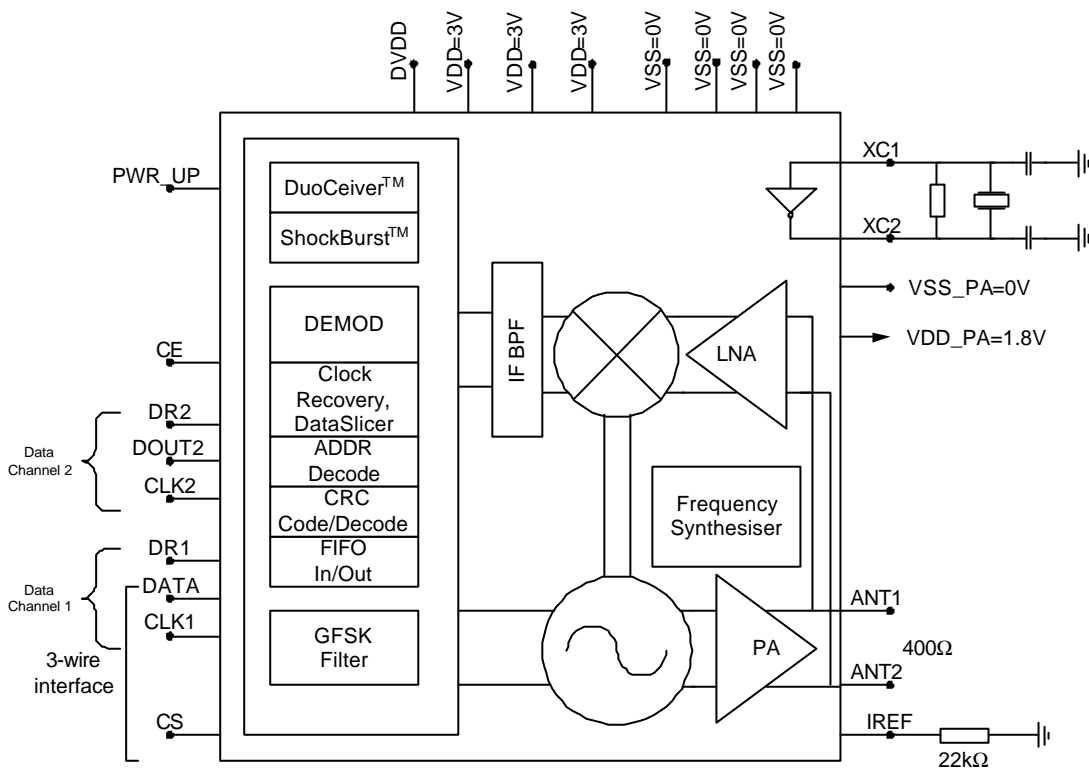 DVDD
VDD=3V
VDD=3V
VDD=3V
VSS=0V
VSS=0V
VSS=0V
VSS=0V
PWR_UP
DuoCeiver™
ShockBurst™
XC1
XC2
VSS_PA=0V
VDD_PA=1.8V
DEMOD
IF BPF
LNA
CE
Clock
Recovery,
DataSlicer
Data
Channel 2
DR2
DOUT2
CLK2
ADDR
Decode
CRC
Code/Decode
Frequency
Synthesiser
DR1
FIFO
In/Out
Data
Channel 1
DATA
CLK1
ANT1
GFSK
Filter
PA
400Ω
3-wire
interface
ANT2
CS
IREF
22kΩ